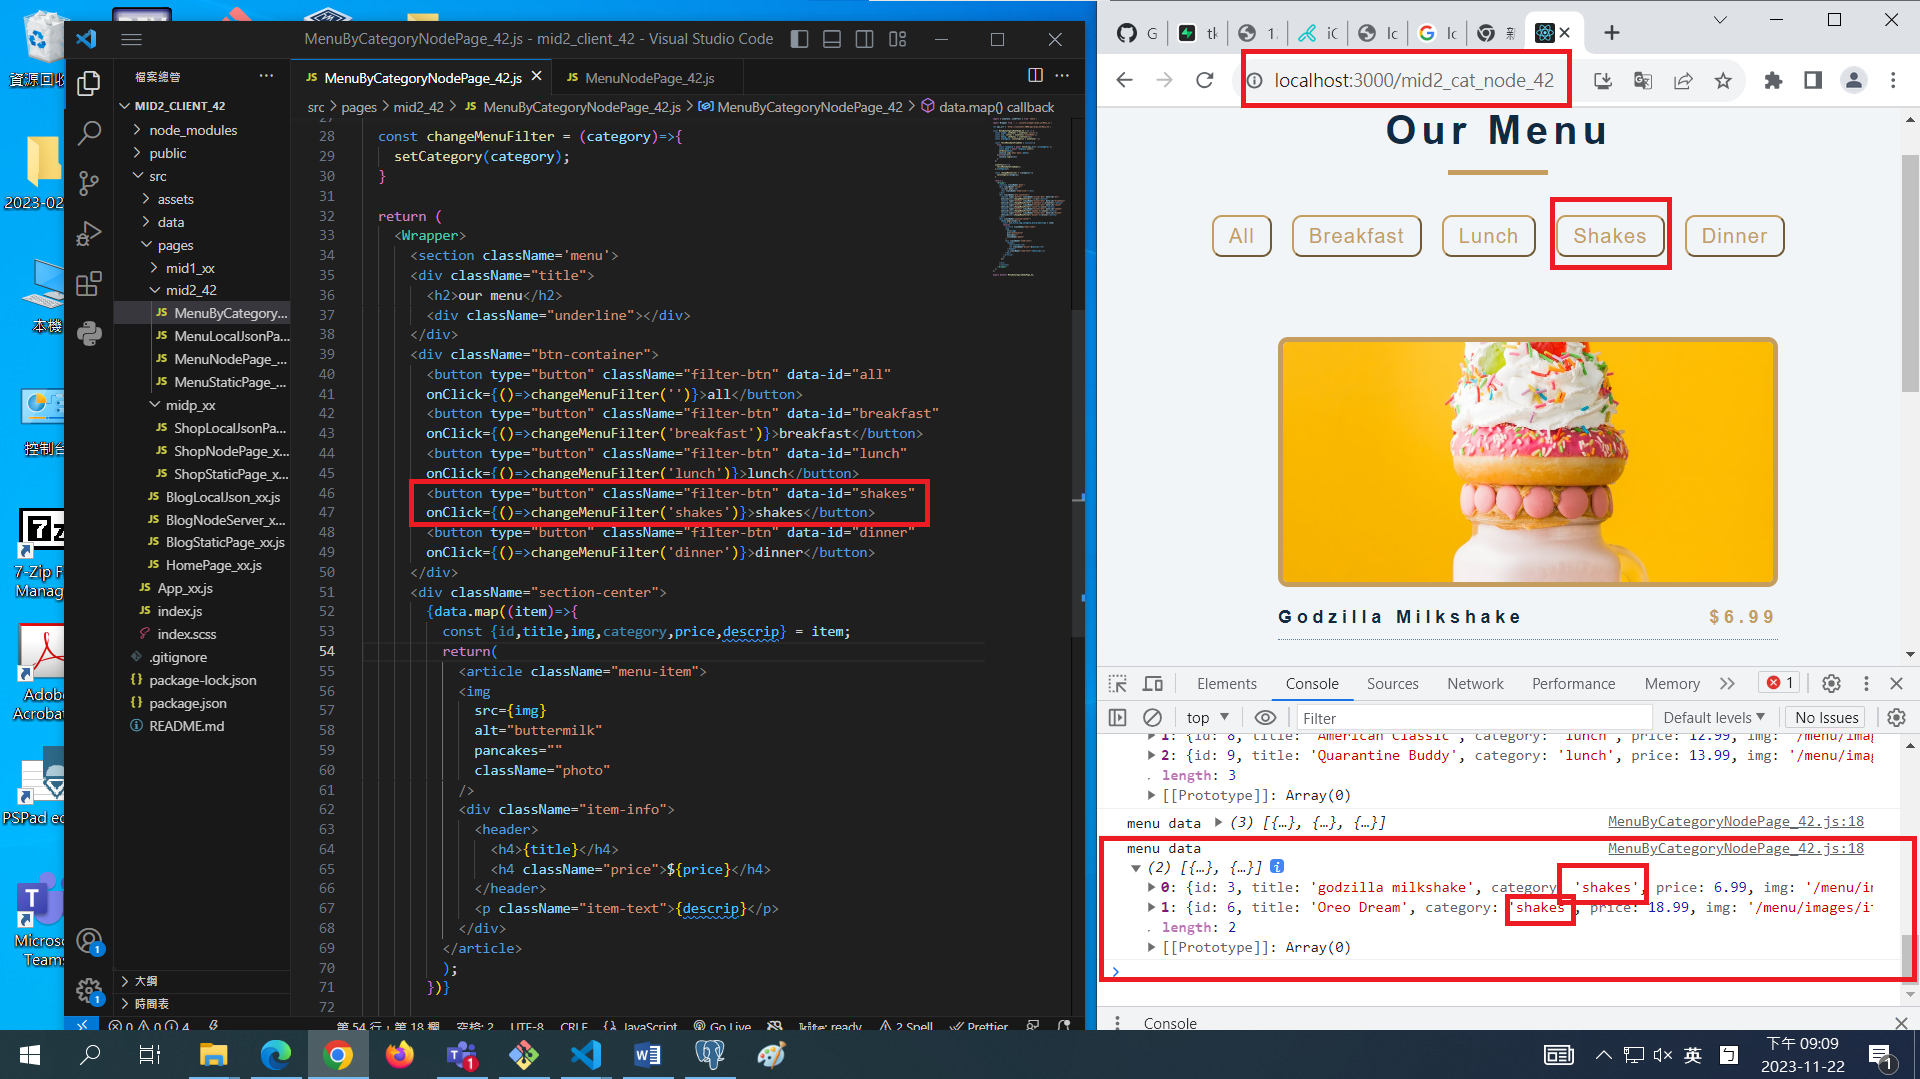 MenuByCategoryNodePage_42.js - mid2_client_42 - Visual Studio Code
資源回收
2023-02
本機
控制台
7-Zip F
Manag
Adob
Acroba
PSPad e
Micros
Teams
檔案總管
MID2_CLIENT_42
node_modules
public
src
assets
data
pages
mid1_xx
mid2_42
MenuByCategory...
MenuLocalJsonPa...
MenuNodePage_...
MenuStaticPage_...
midp_xx
ShopLocalJsonPa...
ShopNodePage_x...
ShopStaticPage_x...
BlogLocalJson_xx.js
BlogNodeServer_x...
BlogStaticPage_xx.js
HomePage_xx.js
App_xx.js
index.js
index.scss
.gitignore
package-lock.json
package.json
README.md
大綱
時間表
MenuByCategoryNodePage_42.js
MenuNodePage_42.js
src > pages > mid2_42 > MenuByCategoryNodePage_42.js > MenuByCategoryNodePage_42 > data.map() callback
27
28 const changeMenuFilter = (category)=>{
29 setCategory(category);
30 }
31
32 return (
33 <Wrapper>
34 <section className='menu'>
35 <div className="title">
36 <h2>our menu</h2>
37 <div className="underline"></div>
38 </div>
39 <div className="btn-container">
40 <button type="button" className="filter-btn" data-id="all"
41 onClick={()=>changeMenuFilter('')}>all</button>
42 <button type="button" className="filter-btn" data-id="breakfast"
43 onClick={()=>changeMenuFilter('breakfast')}>breakfast</button>
44 <button type="button" className="filter-btn" data-id="lunch"
45 onClick={()=>changeMenuFilter('lunch')}>lunch</button>
46 <button type="button" className="filter-btn" data-id="shakes"
47 onClick={()=>changeMenuFilter('shakes')}>shakes</button>
48 <button type="button" className="filter-btn" data-id="dinner"
49 onClick={()=>changeMenuFilter('dinner')}>dinner</button>
50 </div>
51 <div className="section-center">
52 {data.map((item)=>{
53 const {id,title,img,category,price,descrip} = item;
54 return(
55 <article className="menu-item">
56 <img
57 src={img}
58 alt="buttermilk"
59 pancakes=""
60 className="photo"
61 />
62 <div className="item-info">
63 <header>
64 <h4>{title}</h4>
65 <h4 className="price">${price}</h4>
66 </header>
67 <p className="item-text">{descrip}</p>
68 </div>
69 </article>
70 );
71 })}
72
0 0 4
第 54 行，第 18 欄 空格: 2 UTF-8 CRLF {} JavaScript Go Live kite: ready 2 Spell Prettier
localhost:3000/mid2_cat_node_42
Our Menu
All Breakfast Lunch Shakes Dinner
Godzilla Milkshake $6.99
Elements Console Sources Network Performance Memory 1
top Filter Default levels No Issues
1: {id: 8, title: 'American Classic', category: 'lunch', price: 12.99, img: '/menu/imag
2: {id: 9, title: 'Quarantine Buddy', category: 'lunch', price: 13.99, img: '/menu/imag
length: 3
[[Prototype]]: Array(0)
menu data (3) [{…}, {…}, {…}] MenuByCategoryNodePage_42.js:18
menu data MenuByCategoryNodePage_42.js:18
(2) [{…}, {…}]
0: {id: 3, title: 'godzilla milkshake', category: 'shakes', price: 6.99, img: '/menu/im
1: {id: 6, title: 'Oreo Dream', category: 'shakes', price: 18.99, img: '/menu/images/it
length: 2
[[Prototype]]: Array(0)
Console
英
下午 09:09
2023-11-22
1